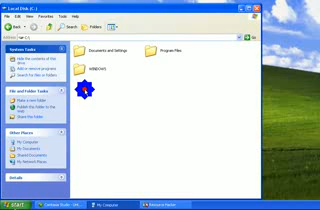 Local Disk (C:)
File Edit View Favorites Tools Help
Back Search Folders
Address C:\ Go
System Tasks
Hide the contents of this drive
Add or remove programs
Search for files or folders
File and Folder Tasks
Make a new folder
Publish this folder to the Web
Share this folder
Other Places
My Computer
My Documents
Shared Documents
My Network Places
Details
Documents and Settings
Program Files
WINDOWS
start
My Computer